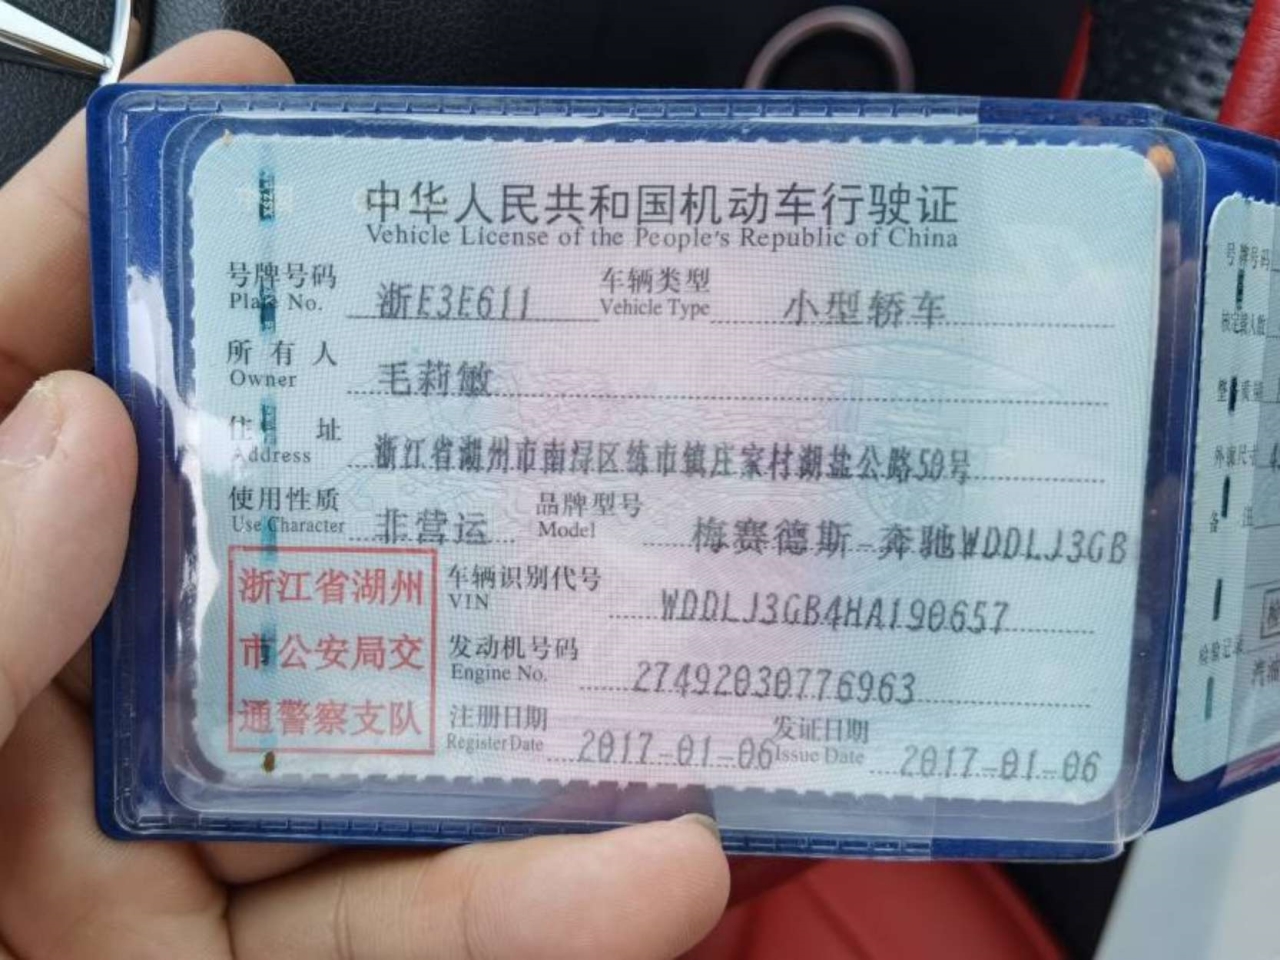 中华人民共和国机动车行驶证
Vehicle License of the People's Republic of China
号牌号码 浙E3E611 车辆类型 小型轿车
Plate No. Vehicle Type
所有人 毛莉敏
Owner
住址 浙江省湖州市南浔区练市镇庄家村湖盐公路50号
Address
使用性质 非营运 品牌型号 梅赛德斯-奔驰WDDLJ3GB
Use Character Model
浙江省湖州
市公安局交
通警察支队
车辆识别代号 WDDLJ3GB4HA190657
VIN
发动机号码 27492030776963
Engine No.
注册日期 2017-01-06 发证日期 2017-01-06
Register Date Issue Date
号牌号码